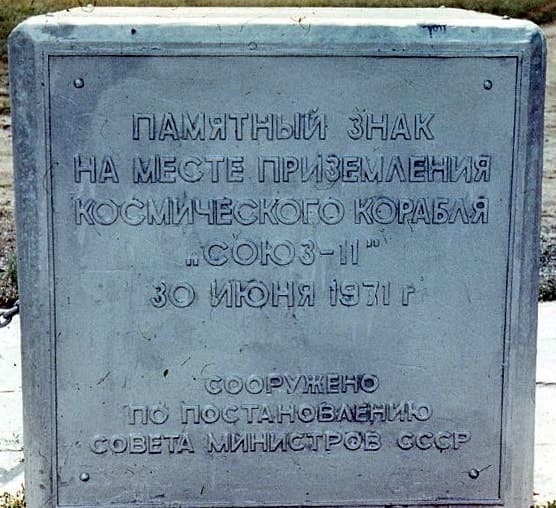 ПАМЯТНЫЙ ЗНАК
НА МЕСТЕ ПРИЗЕМЛЕНИЯ
КОСМИЧЕСКОГО КОРАБЛЯ
„СОЮЗ-11”
30 ИЮНЯ 1971 г
СООРУЖЕНО
ПО ПОСТАНОВЛЕНИЮ
СОВЕТА МИНИСТРОВ СССР